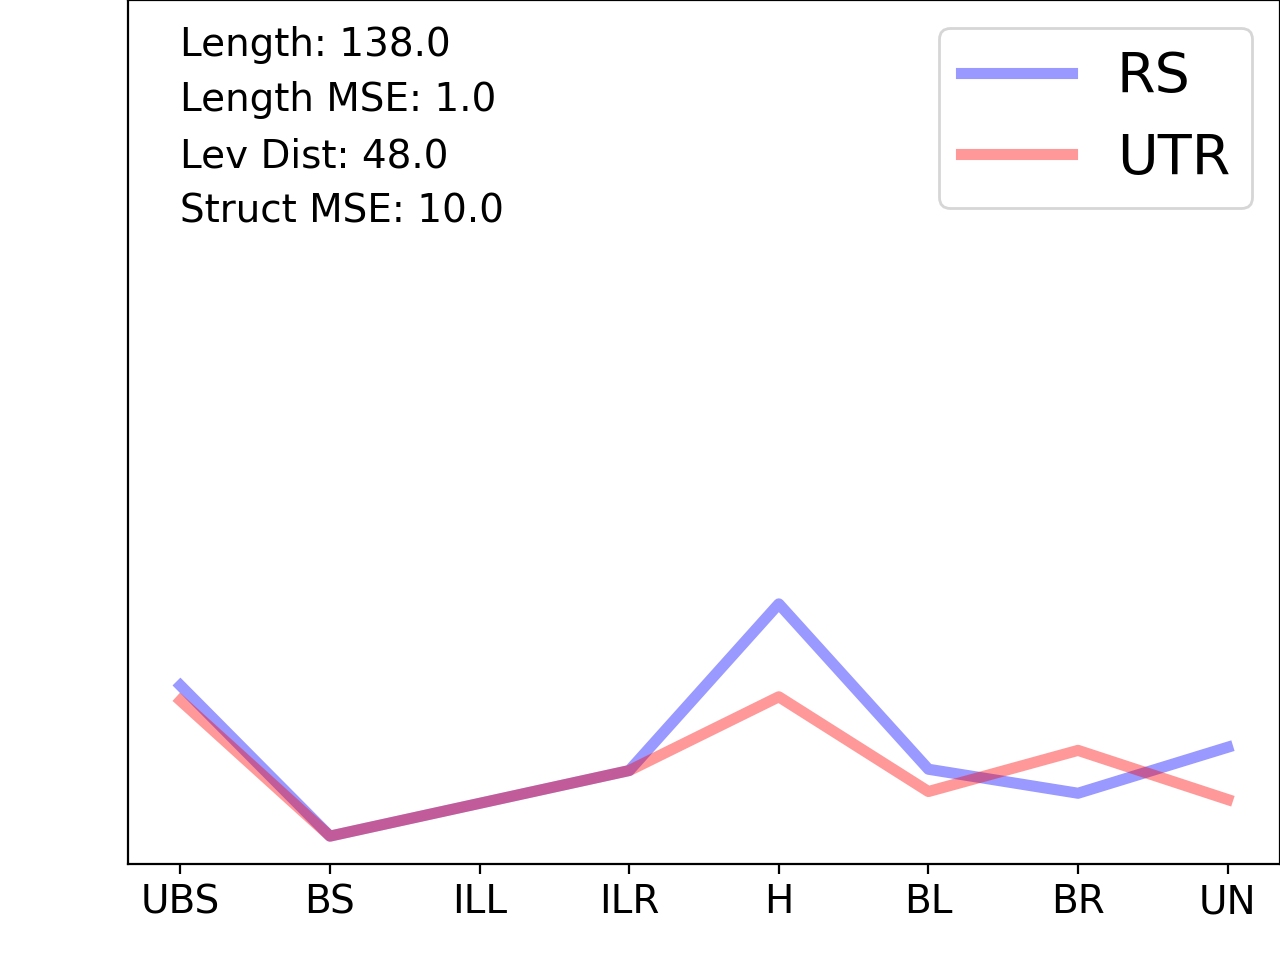 Length: 138.0
Length MSE: 1.0
Lev Dist: 48.0
Struct MSE: 10.0
RS
UTR
UBS BS ILL ILR H BL BR UN